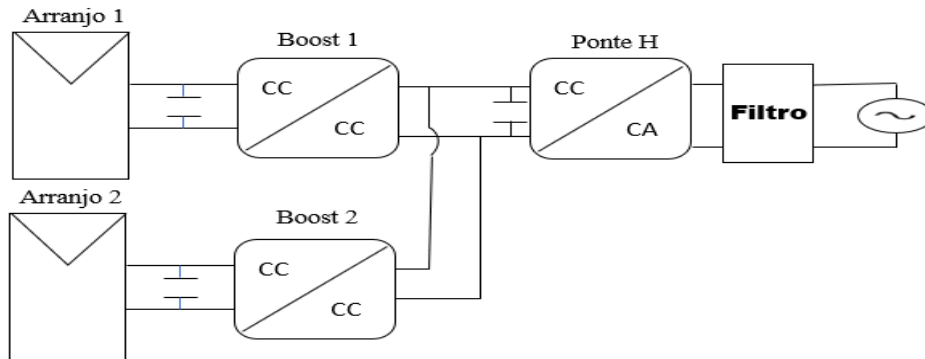 Arranjo 1
Boost 1
Ponte H
CC
CC
CC
CA
Filtro
Arranjo 2
Boost 2
CC
CC